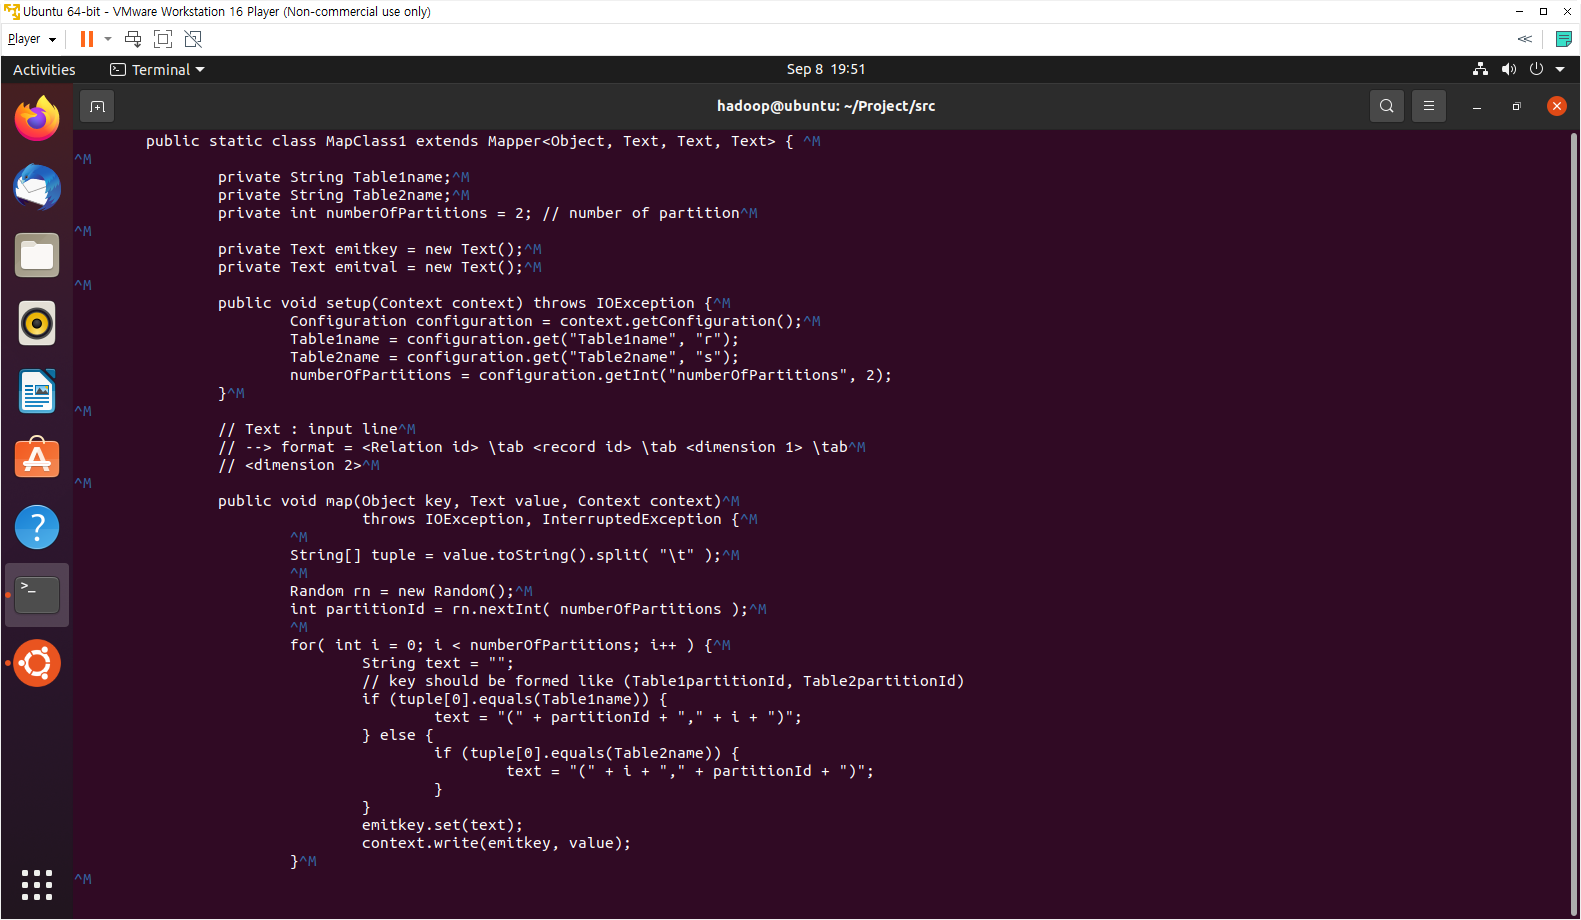 Ubuntu 64-bit - VMware Workstation 16 Player (Non-commercial use only)
Player
Activities
Terminal
Sep 8 19:51
hadoop@ubuntu: ~/Project/src
public static class MapClass1 extends Mapper<Object, Text, Text, Text> { ^M
^M
private String Table1name;^M
private String Table2name;^M
private int numberOfPartitions = 2; // number of partition^M
^M
private Text emitkey = new Text();^M
private Text emitval = new Text();^M
^M
public void setup(Context context) throws IOException {^M
Configuration configuration = context.getConfiguration();^M
Table1name = configuration.get("Table1name", "r");
Table2name = configuration.get("Table2name", "s");
numberOfPartitions = configuration.getInt("numberOfPartitions", 2);
}^M
^M
// Text : input line^M
// --> format = <Relation id> \tab <record id> \tab <dimension 1> \tab^M
// <dimension 2>^M
^M
public void map(Object key, Text value, Context context)^M
throws IOException, InterruptedException {^M
^M
String[] tuple = value.toString().split( "\t" );^M
^M
Random rn = new Random();^M
int partitionId = rn.nextInt( numberOfPartitions );^M
^M
for( int i = 0; i < numberOfPartitions; i++ ) {^M
String text = "";
// key should be formed like (Table1partitionId, Table2partitionId)
if (tuple[0].equals(Table1name)) {
text = "(" + partitionId + "," + i + ")";
} else {
if (tuple[0].equals(Table2name)) {
text = "(" + i + "," + partitionId + ")";
}
}
emitkey.set(text);
context.write(emitkey, value);
}^M
^M